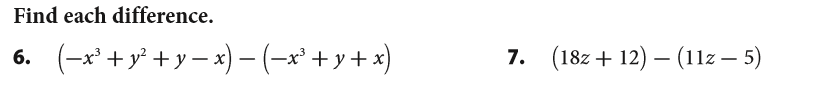 Find each difference.
6. (−x³ + y² + y − x) − (−x³ + y + x) 7. (18z + 12) − (11z − 5)